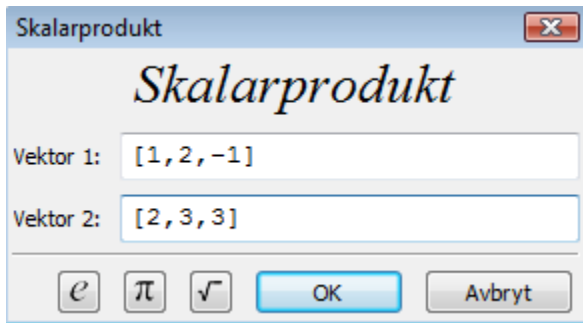 Skalarprodukt
Skalarprodukt
Vektor 1: [1,2,-1]
Vektor 2: [2,3,3]
e π √ OK Avbryt